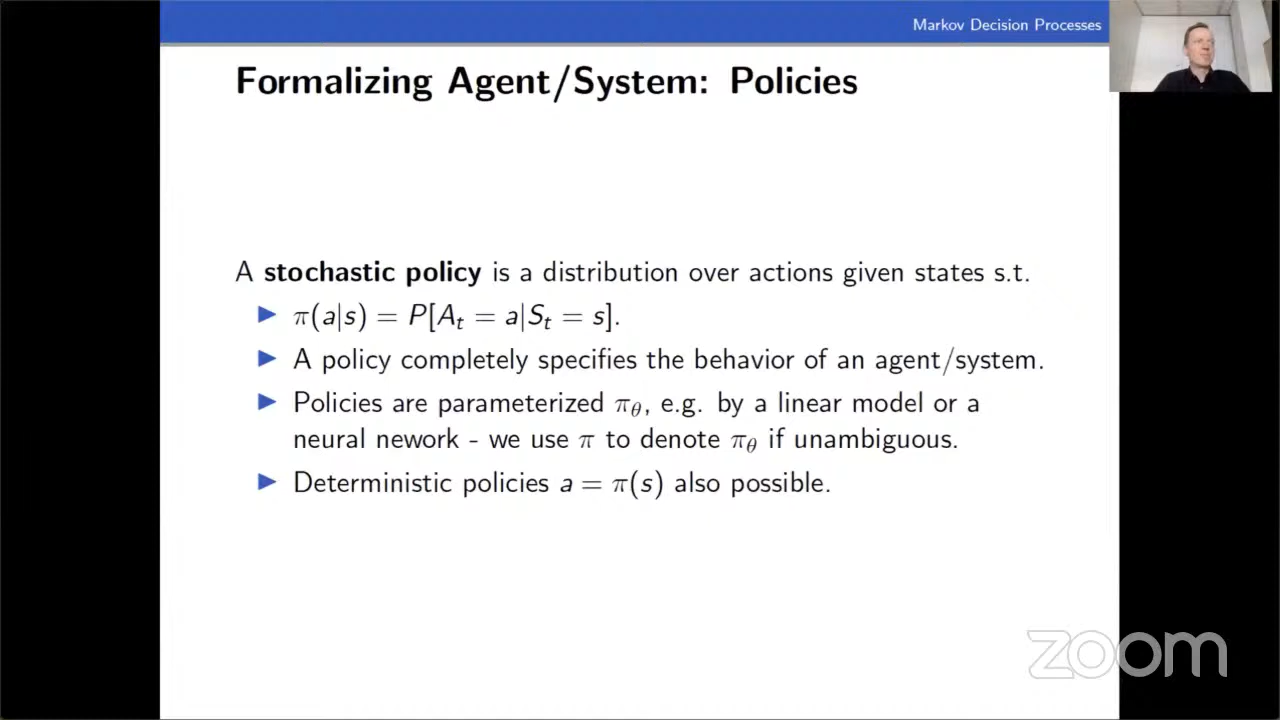 Markov Decision Processes
Formalizing Agent/System: Policies
A stochastic policy is a distribution over actions given states s.t.
▶ π(a|s) = P[Aₜ = a|Sₜ = s].
▶ A policy completely specifies the behavior of an agent/system.
▶ Policies are parameterized π_θ, e.g. by a linear model or a
neural nework - we use π to denote π_θ if unambiguous.
▶ Deterministic policies a = π(s) also possible.
zoom